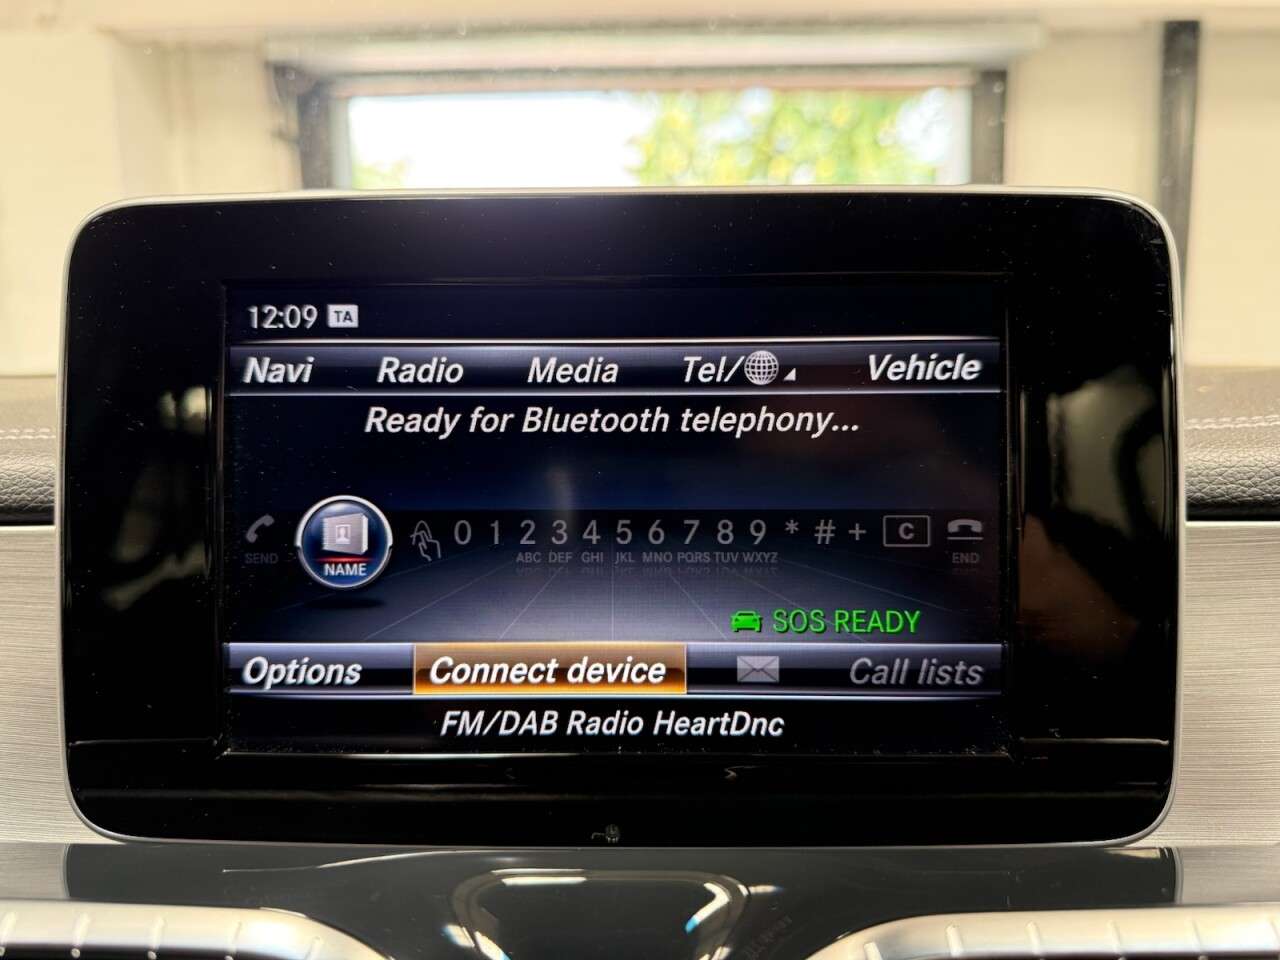 12:09 TA
Navi Radio Media Tel/ Vehicle
Ready for Bluetooth telephony...
SEND NAME 0 1 2 3 4 5 6 7 8 9 * # + C END
ABC DEF GHI JKL MNO PQRS TUV WXYZ
SOS READY
Options Connect device Call lists
FM/DAB Radio HeartDnc